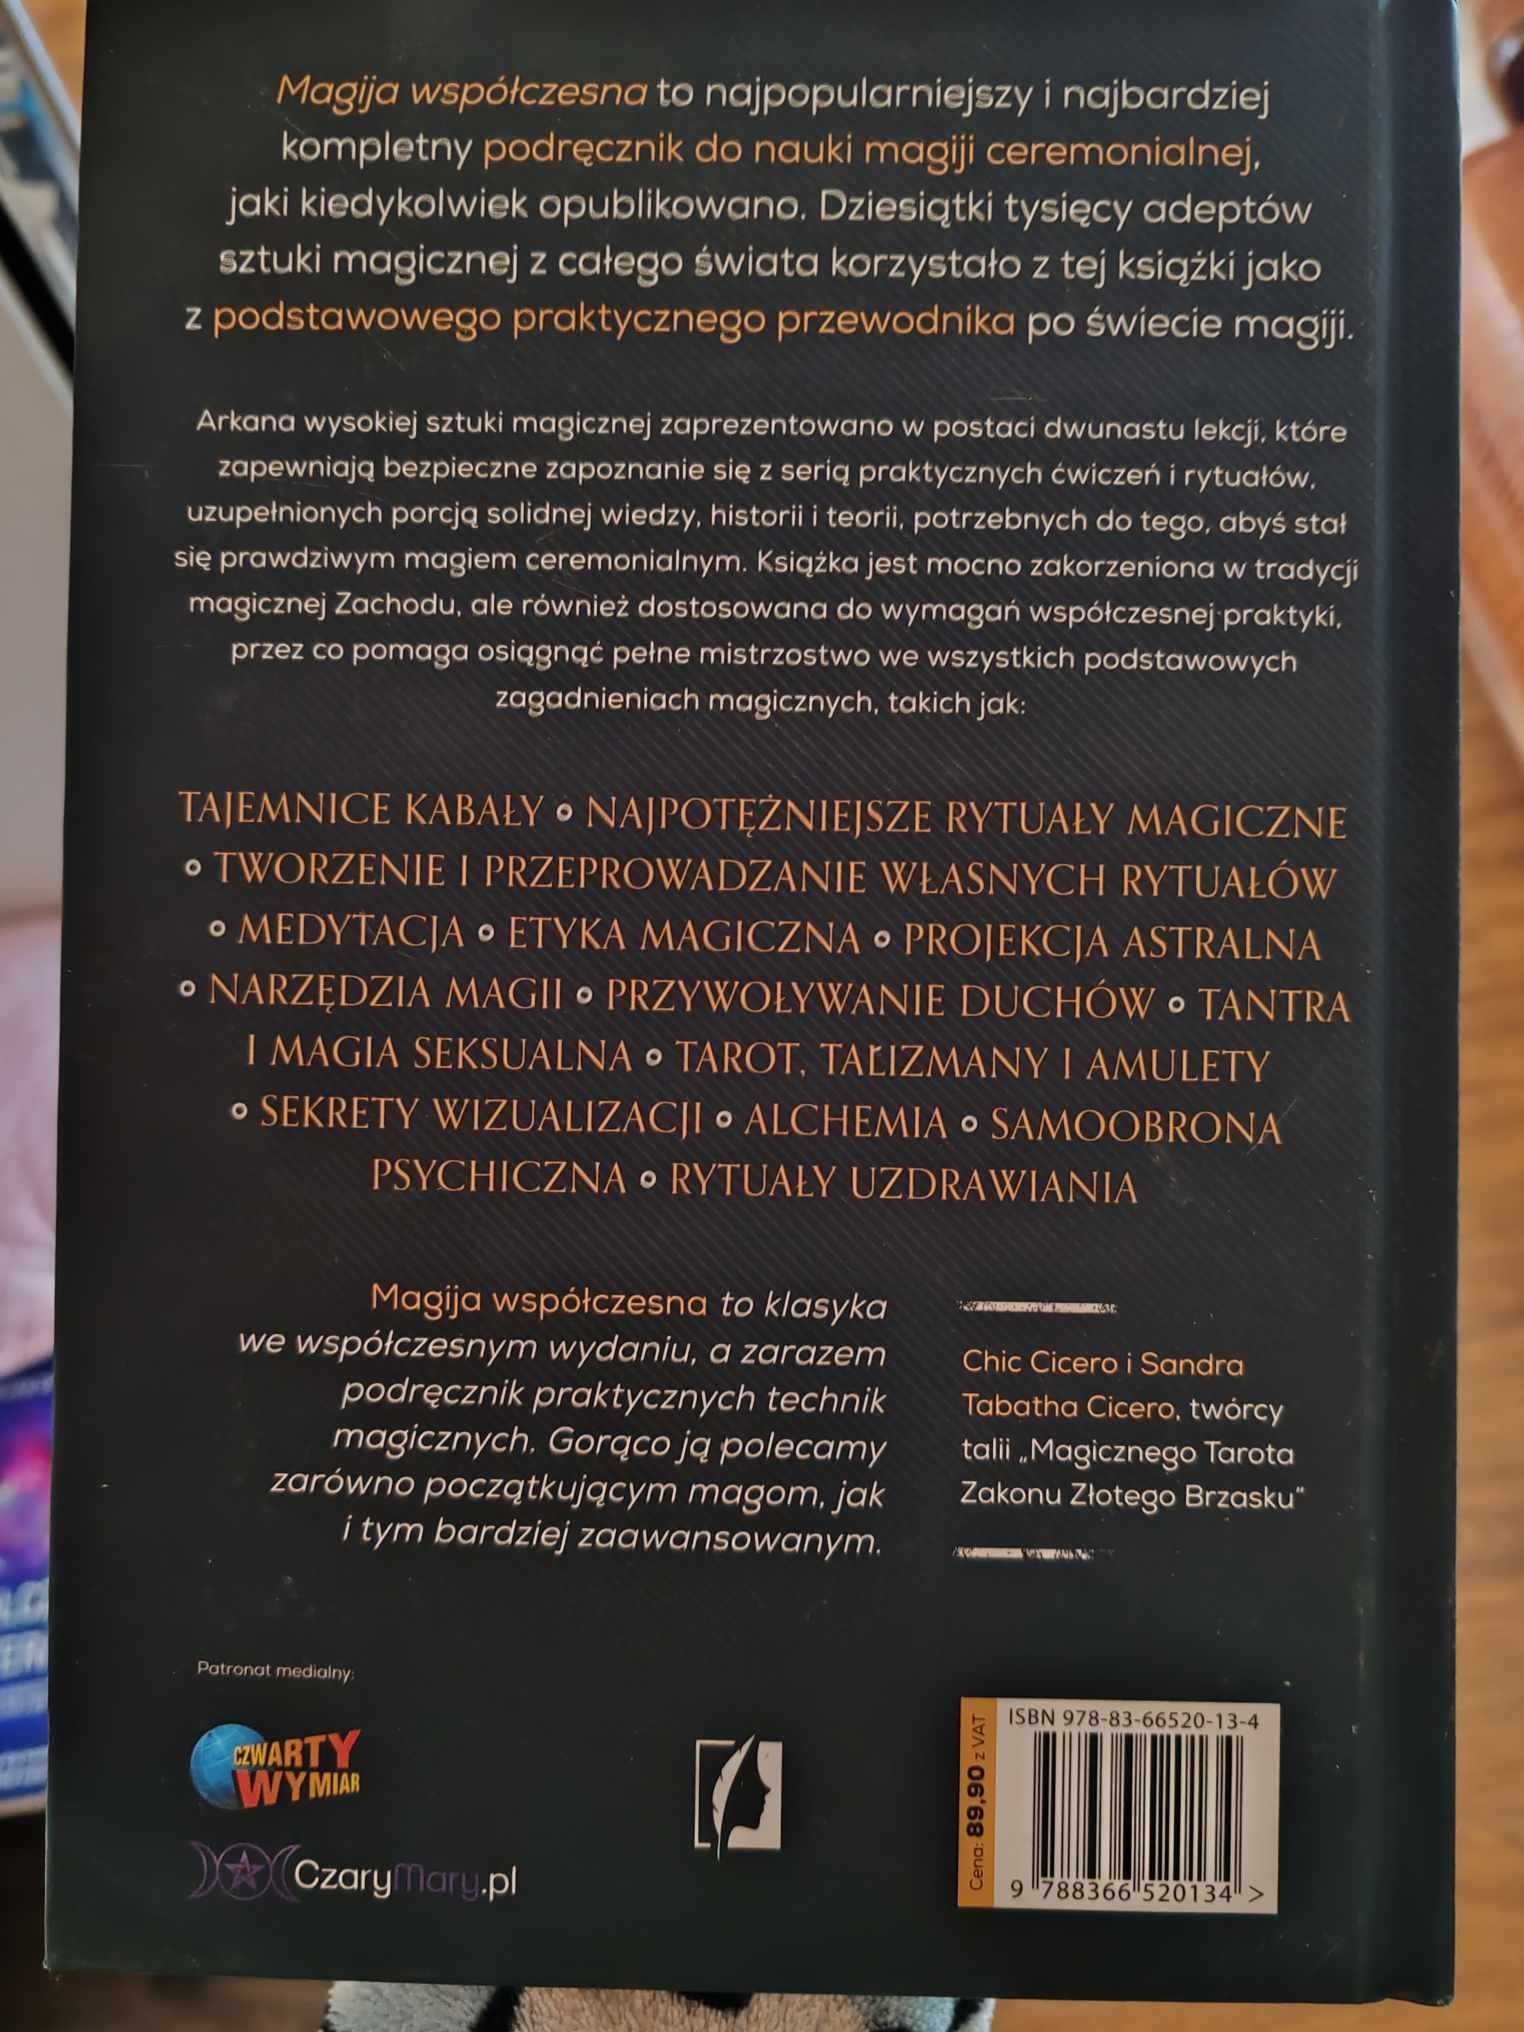 Magija współczesna to najpopularniejszy i najbardziej
kompletny podręcznik do nauki magiji ceremonialnej,
jaki kiedykolwiek opublikowano. Dziesiątki tysięcy adeptów
sztuki magicznej z całego świata korzystało z tej książki jako
z podstawowego praktycznego przewodnika po świecie magiji.
Arkana wysokiej sztuki magicznej zaprezentowano w postaci dwunastu lekcji, które
zapewniają bezpieczne zapoznanie się z serią praktycznych ćwiczeń i rytuałów,
uzupełnionych porcją solidnej wiedzy, historii i teorii, potrzebnych do tego, abyś stał
się prawdziwym magiem ceremonialnym. Książka jest mocno zakorzeniona w tradycji
magicznej Zachodu, ale również dostosowana do wymagań współczesnej praktyki,
przez co pomaga osiągnąć pełne mistrzostwo we wszystkich podstawowych
zagadnieniach magicznych, takich jak:
TAJEMNICE KABAŁY • NAJPOTĘŻNIEJSZE RYTUAŁY MAGICZNE
• TWORZENIE I PRZEPROWADZANIE WŁASNYCH RYTUAŁÓW
• MEDYTACJA • ETYKA MAGICZNA • PROJEKCJA ASTRALNA
• NARZĘDZIA MAGII • PRZYWOŁYWANIE DUCHÓW • TANTRA
I MAGIA SEKSUALNA • TAROT, TALIZMANY I AMULETY
• SEKRETY WIZUALIZACJI • ALCHEMIA • SAMOOBRONA
PSYCHICZNA • RYTUAŁY UZDRAWIANIA
Magija współczesna to klasyka
we współczesnym wydaniu, a zarazem
podręcznik praktycznych technik
magicznych. Gorąco ją polecamy
zarówno początkującym magom, jak
i tym bardziej zaawansowanym.
Chic Cicero i Sandra
Tabatha Cicero, twórcy
talii „Magicznego Tarota
Zakonu Złotego Brzasku"
Patronat medialny:
CZWARTY
WYMIAR
CzaryMary.pl
Cena: 89,90 z VAT
ISBN 978-83-66520-13-4
9 788366 520134 >